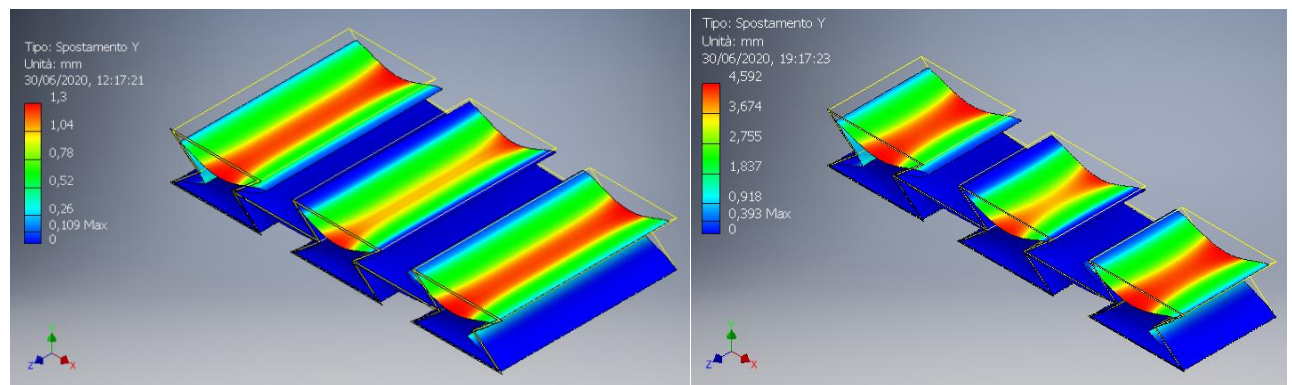 Tipo: Spostamento Y
Unità: mm
30/06/2020, 12:17:21
1,3
1,04
0,78
0,52
0,26
0,109 Max
0
Z
X
Tipo: Spostamento Y
Unità: mm
30/06/2020, 19:17:23
4,592
3,674
2,755
1,837
0,918
0,393 Max
0
Z
X